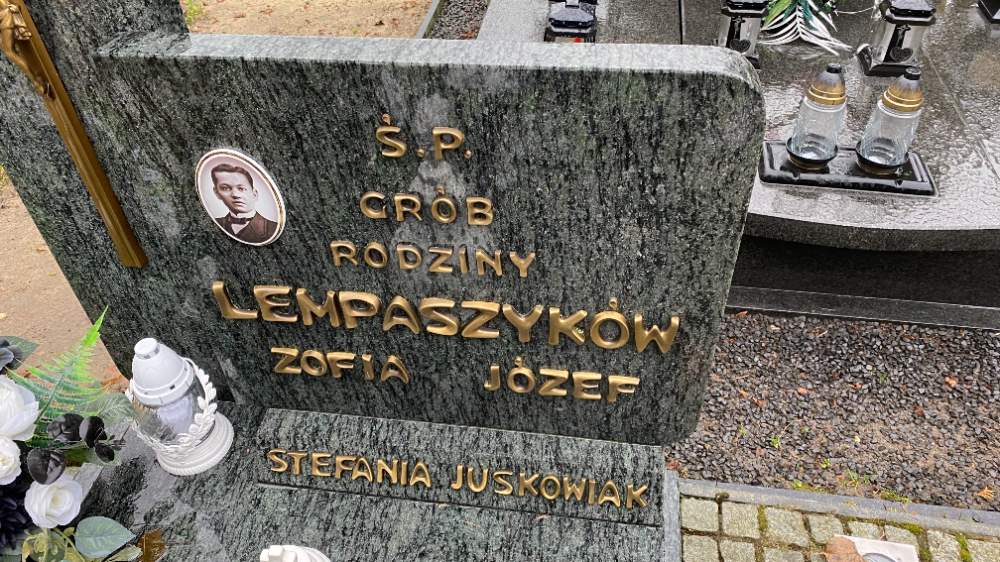 Ś.P.
GRÓB
RODZINY
LEMPASZYKÓW
ZOFIA JÓZEF
STEFANIA JUSKOWIAK